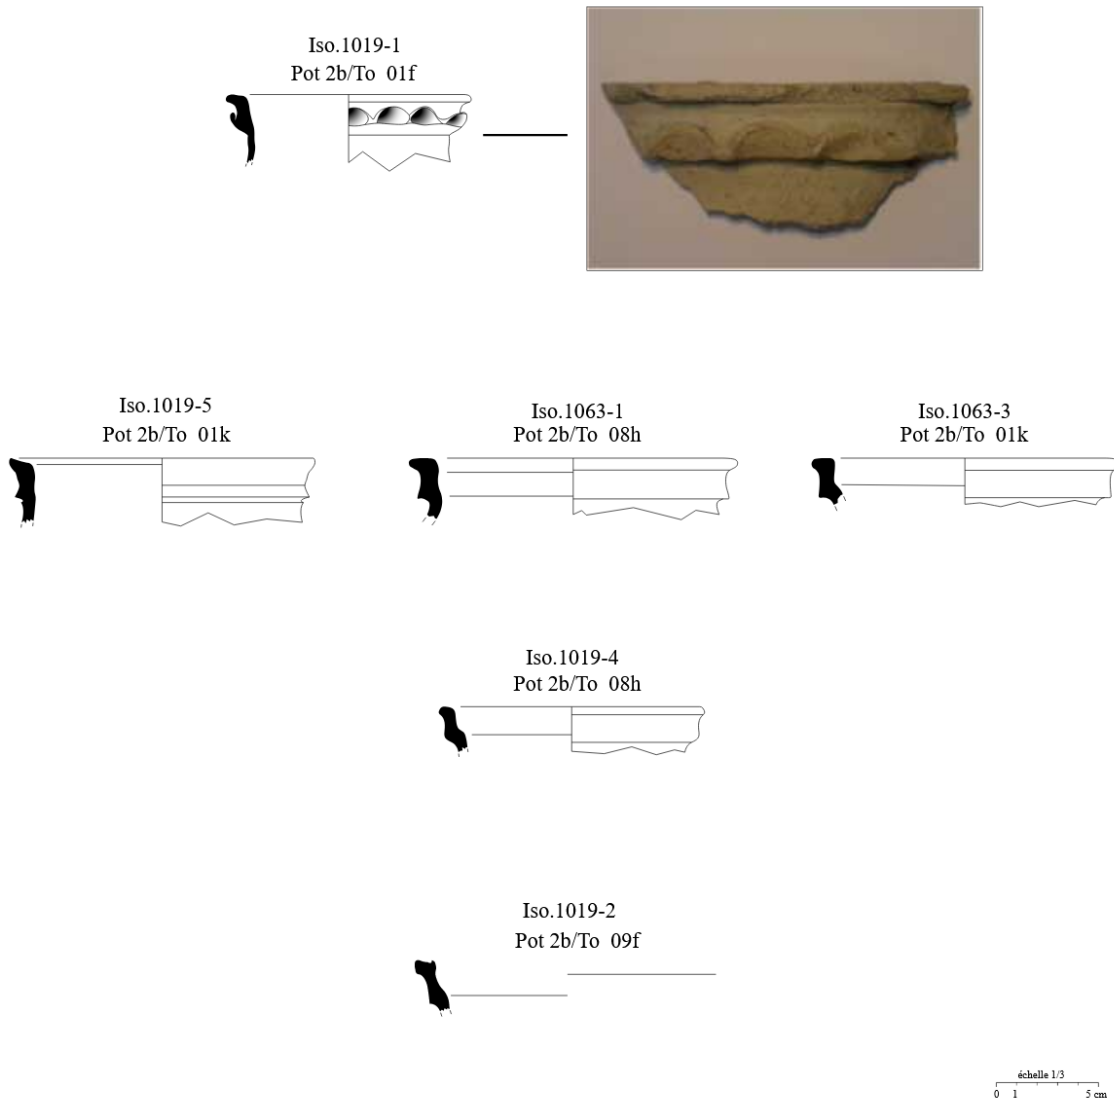 Iso.1019-1
Pot 2b/To 01f
Iso.1019-5
Pot 2b/To 01k
Iso.1063-1
Pot 2b/To 08h
Iso.1063-3
Pot 2b/To 01k
Iso.1019-4
Pot 2b/To 08h
Iso.1019-2
Pot 2b/To 09f
échelle 1/3
0 1 5 cm